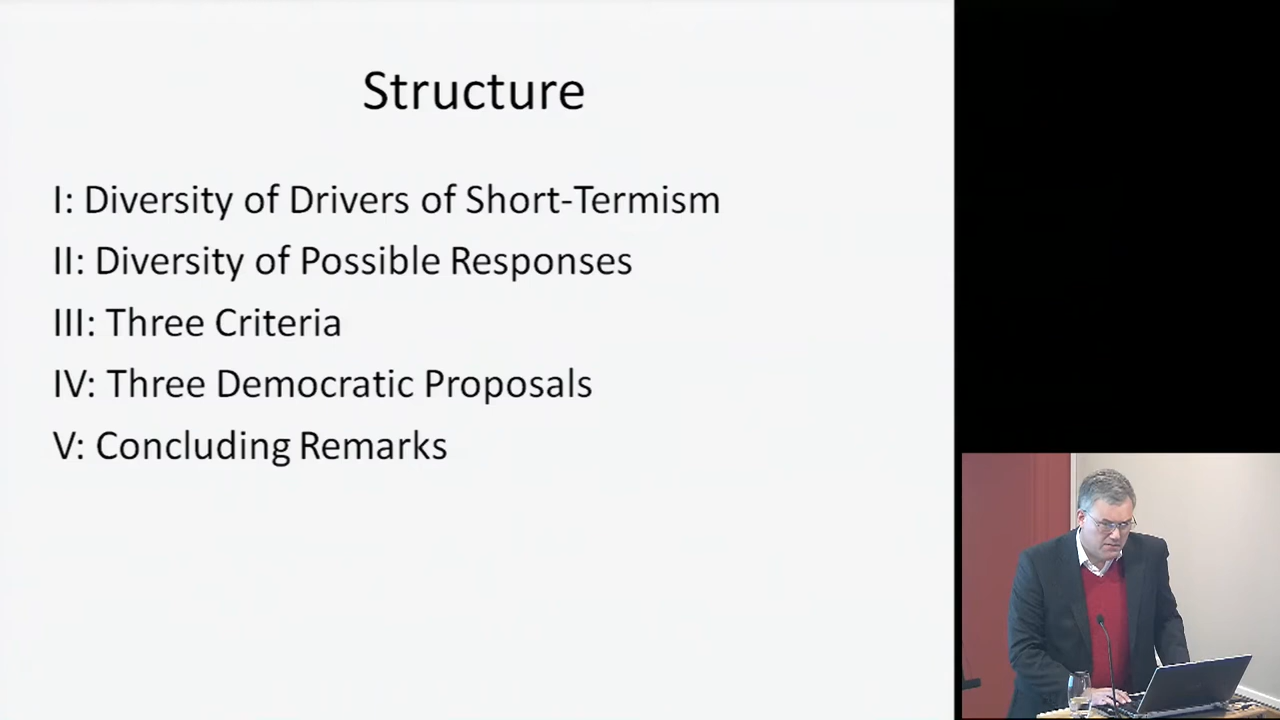 Structure
I: Diversity of Drivers of Short-Termism
II: Diversity of Possible Responses
III: Three Criteria
IV: Three Democratic Proposals
V: Concluding Remarks